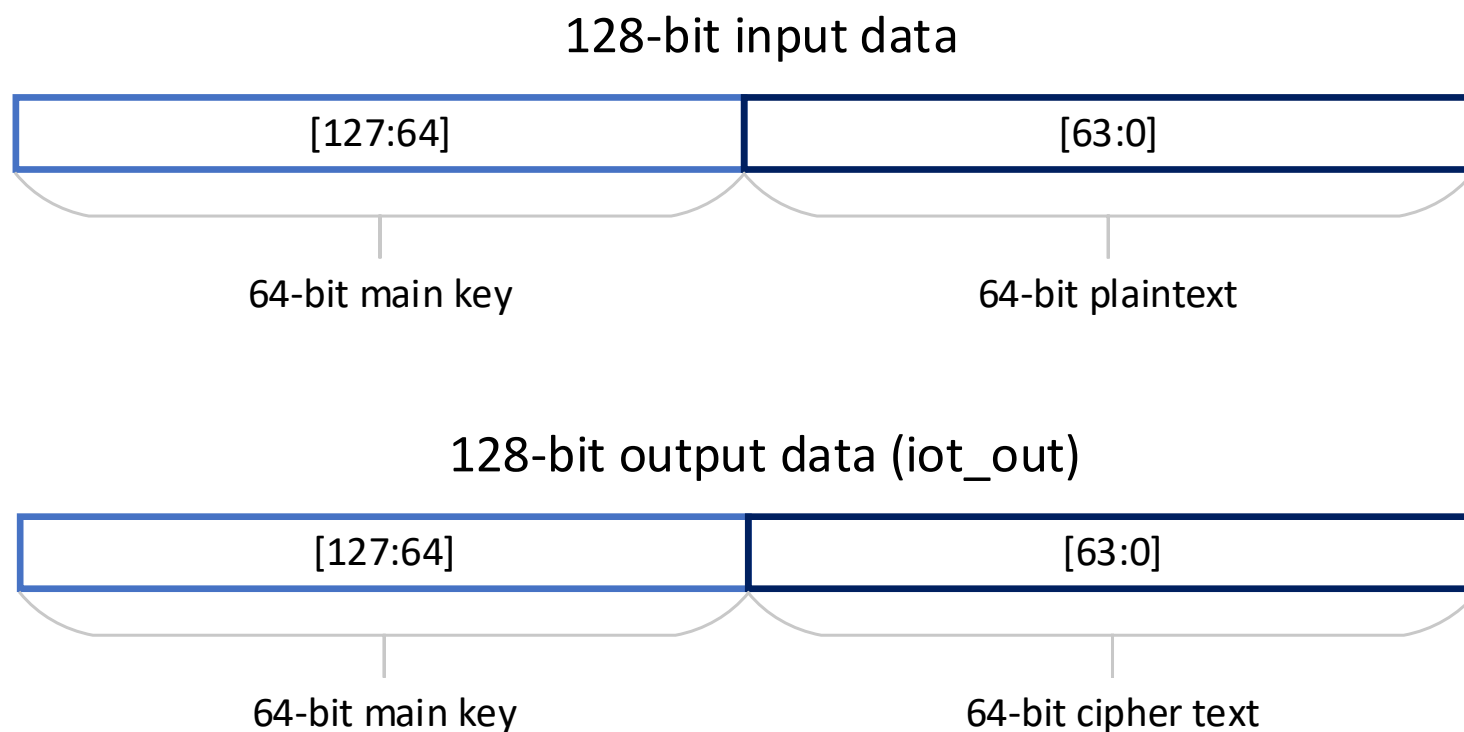 128-bit input data
[127:64] [63:0]
64-bit main key 64-bit plaintext
128-bit output data (iot_out)
[127:64] [63:0]
64-bit main key 64-bit cipher text